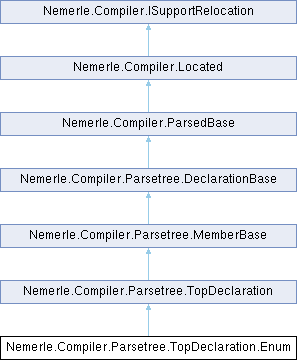 Nemerle.Compiler.ISupportRelocation
Nemerle.Compiler.Located
Nemerle.Compiler.ParsedBase
Nemerle.Compiler.Parsetree.DeclarationBase
Nemerle.Compiler.Parsetree.MemberBase
Nemerle.Compiler.Parsetree.TopDeclaration
Nemerle.Compiler.Parsetree.TopDeclaration.Enum